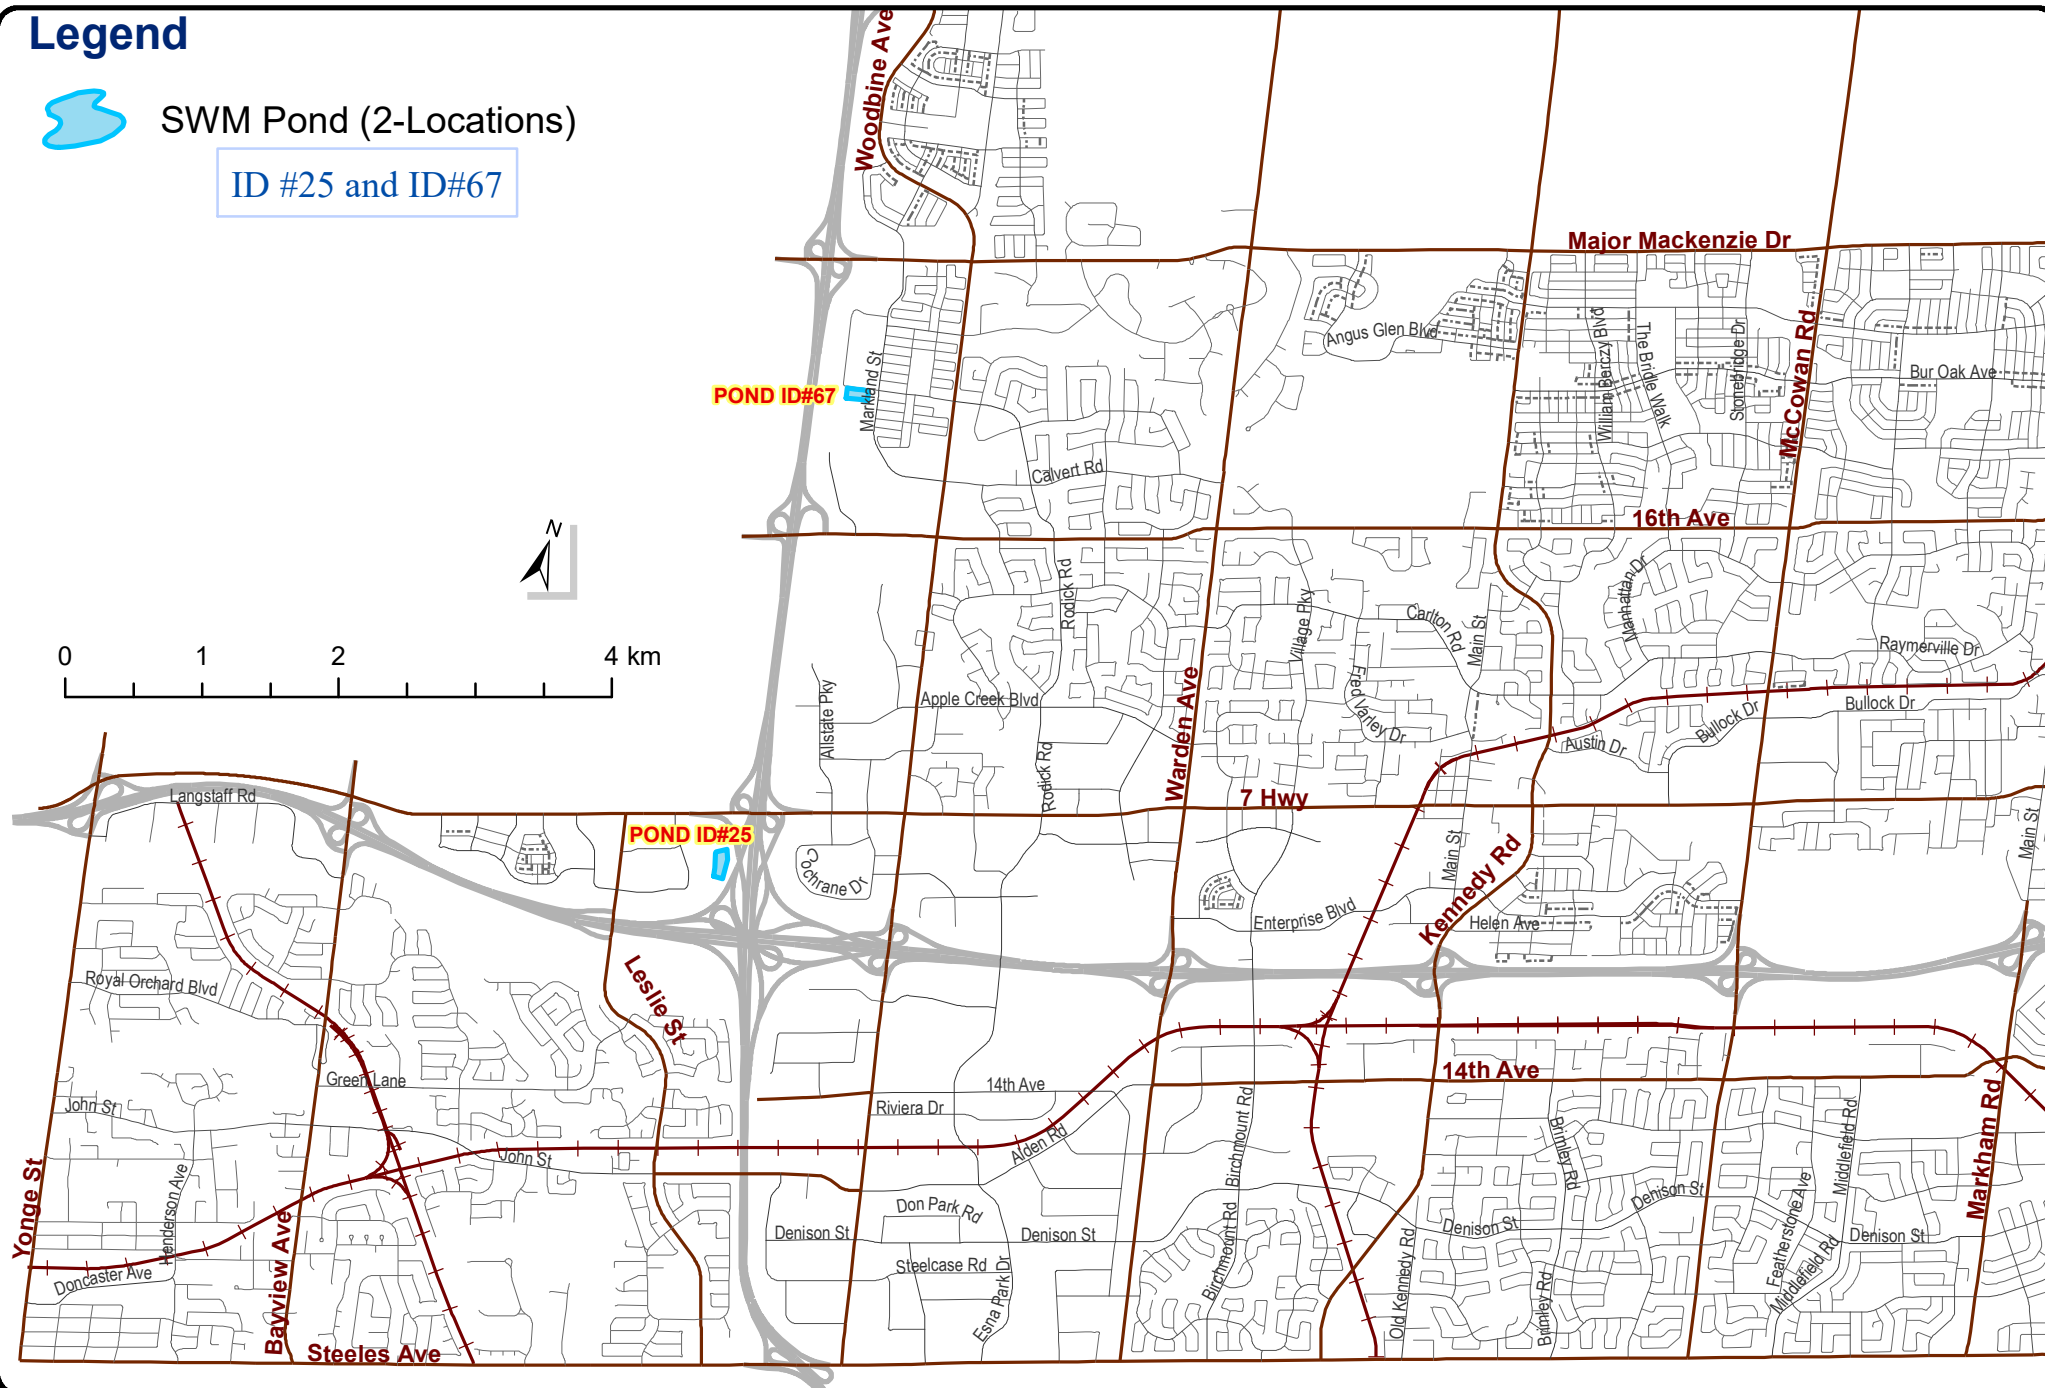 Legend
SWM Pond (2-Locations)
ID #25 and ID#67
Woodbine Ave
Major Mackenzie Dr
Angus Glen Blvd
William Berczy Blvd
The Bridle Walk
Stonebridge Dr
McCowan Rd
Bur Oak Ave
POND ID#67
Markland St
Calvert Rd
16th Ave
N
0 1 2 4 km
Rodick Rd
Village Pky
Carlton Rd
Main St
Manhattan Dr
Raymerville Dr
Allstate Pky
Apple Creek Blvd
Rodick Rd
Warden Ave
Fred Varley Dr
Austin Dr
Bullock Dr
Bullock Dr
Langstaff Rd
7 Hwy
POND ID#25
Cochrane Dr
Main St
Kennedy Rd
Main St
Enterprise Blvd
Helen Ave
Royal Orchard Blvd
Leslie St
Green Lane
14th Ave
14th Ave
John St
Riviera Dr
Alden Rd
Birchmount Rd
Brimley Rd
Middlefield Rd
Markham Rd
John St
Yonge St
Henderson Ave
Bayview Ave
Don Park Rd
Denison St
Denison St
Denison St
Denison St
Denison St
Featherstone Ave
Steelcase Rd
Birchmount Rd
Esna Park Dr
Old Kennedy Rd
Brimley Rd
Middlefield Rd
Doncaster Ave
Steeles Ave